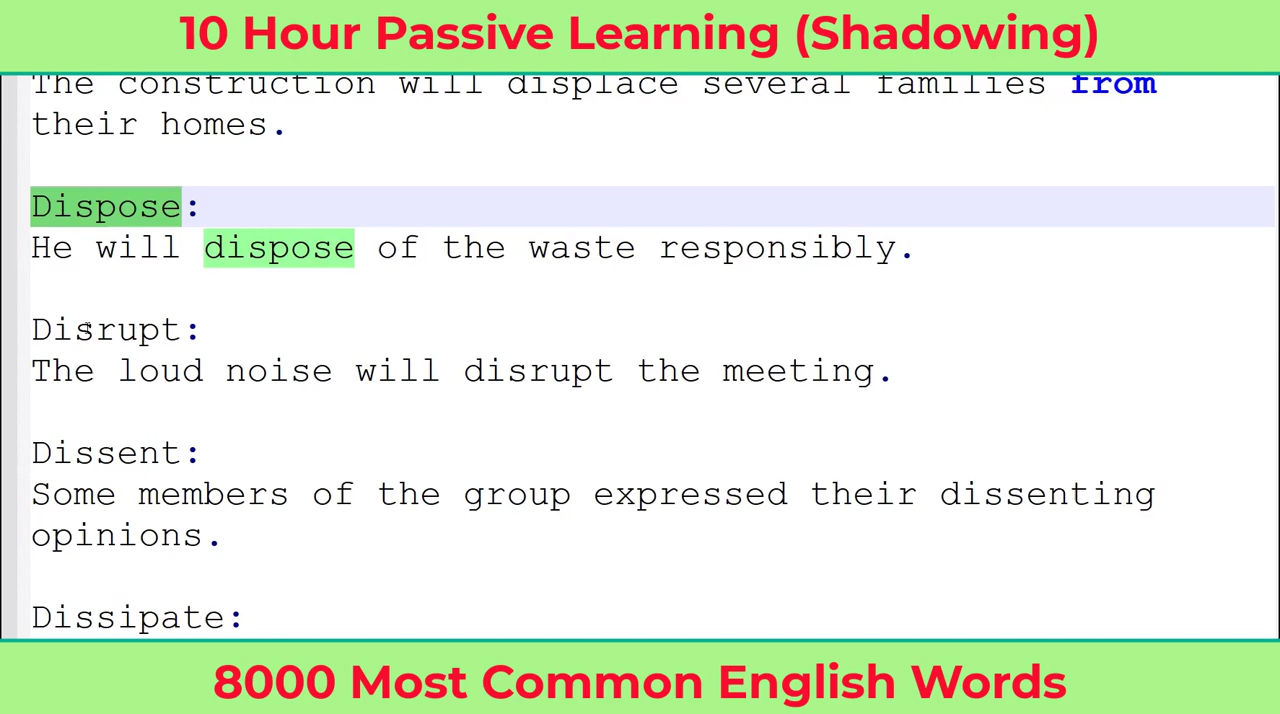 10 Hour Passive Learning (Shadowing)
The construction will displace several families from
their homes.
Dispose:
He will dispose of the waste responsibly.
Disrupt:
The loud noise will disrupt the meeting.
Dissent:
Some members of the group expressed their dissenting
opinions.
Dissipate:
8000 Most Common English Words